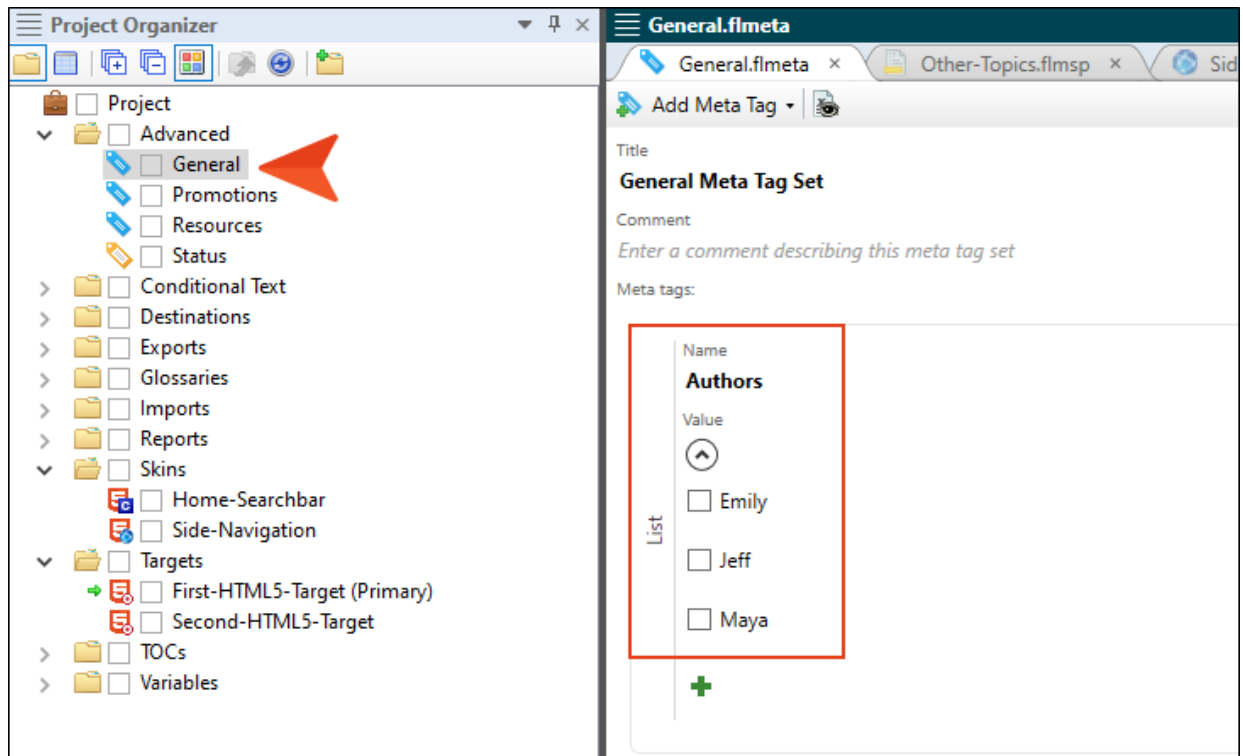 Project Organizer
Project
Advanced
General
Promotions
Resources
Status
Conditional Text
Destinations
Exports
Glossaries
Imports
Reports
Skins
Home-Searchbar
Side-Navigation
Targets
First-HTML5-Target (Primary)
Second-HTML5-Target
TOCs
Variables
General.flmeta
General.flmeta Other-Topics.flmsp Sid
Add Meta Tag
Title
General Meta Tag Set
Comment
Enter a comment describing this meta tag set
Meta tags:
List
Name
Authors
Value
Emily
Jeff
Maya